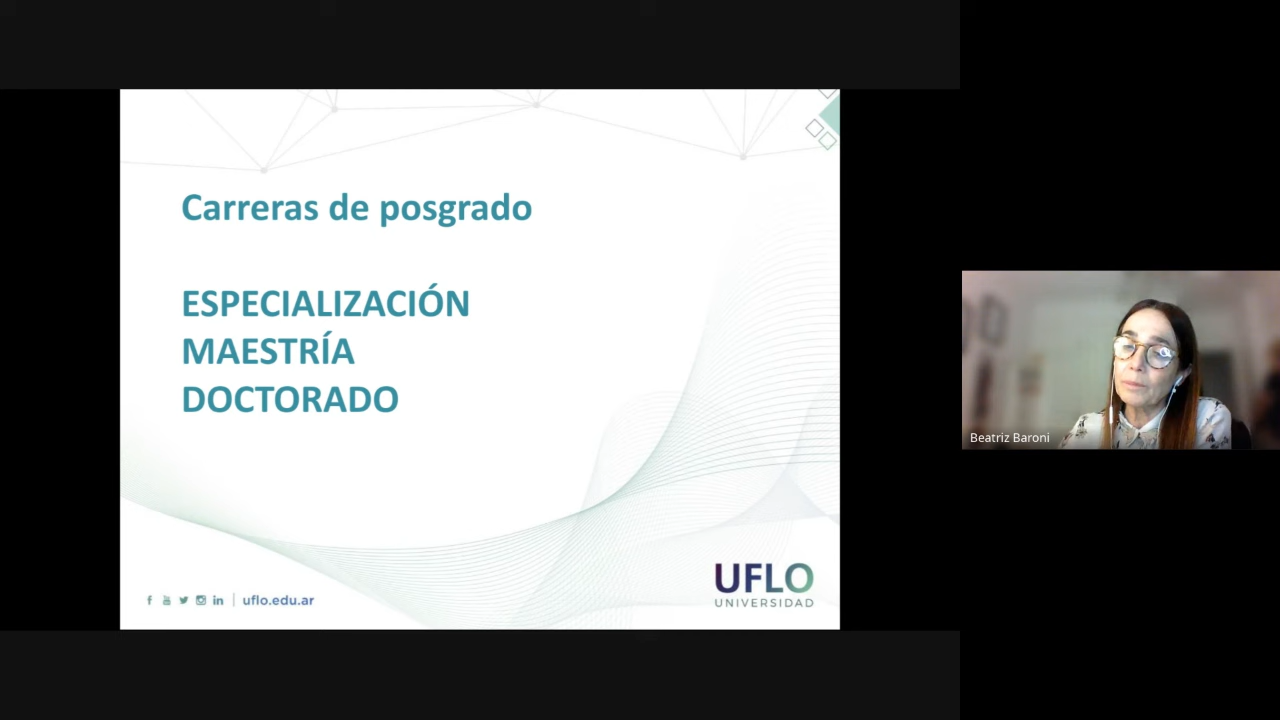 Carreras de posgrado
ESPECIALIZACIÓN
MAESTRÍA
DOCTORADO
uflo.edu.ar
UFLO
UNIVERSIDAD
Beatriz Baroni